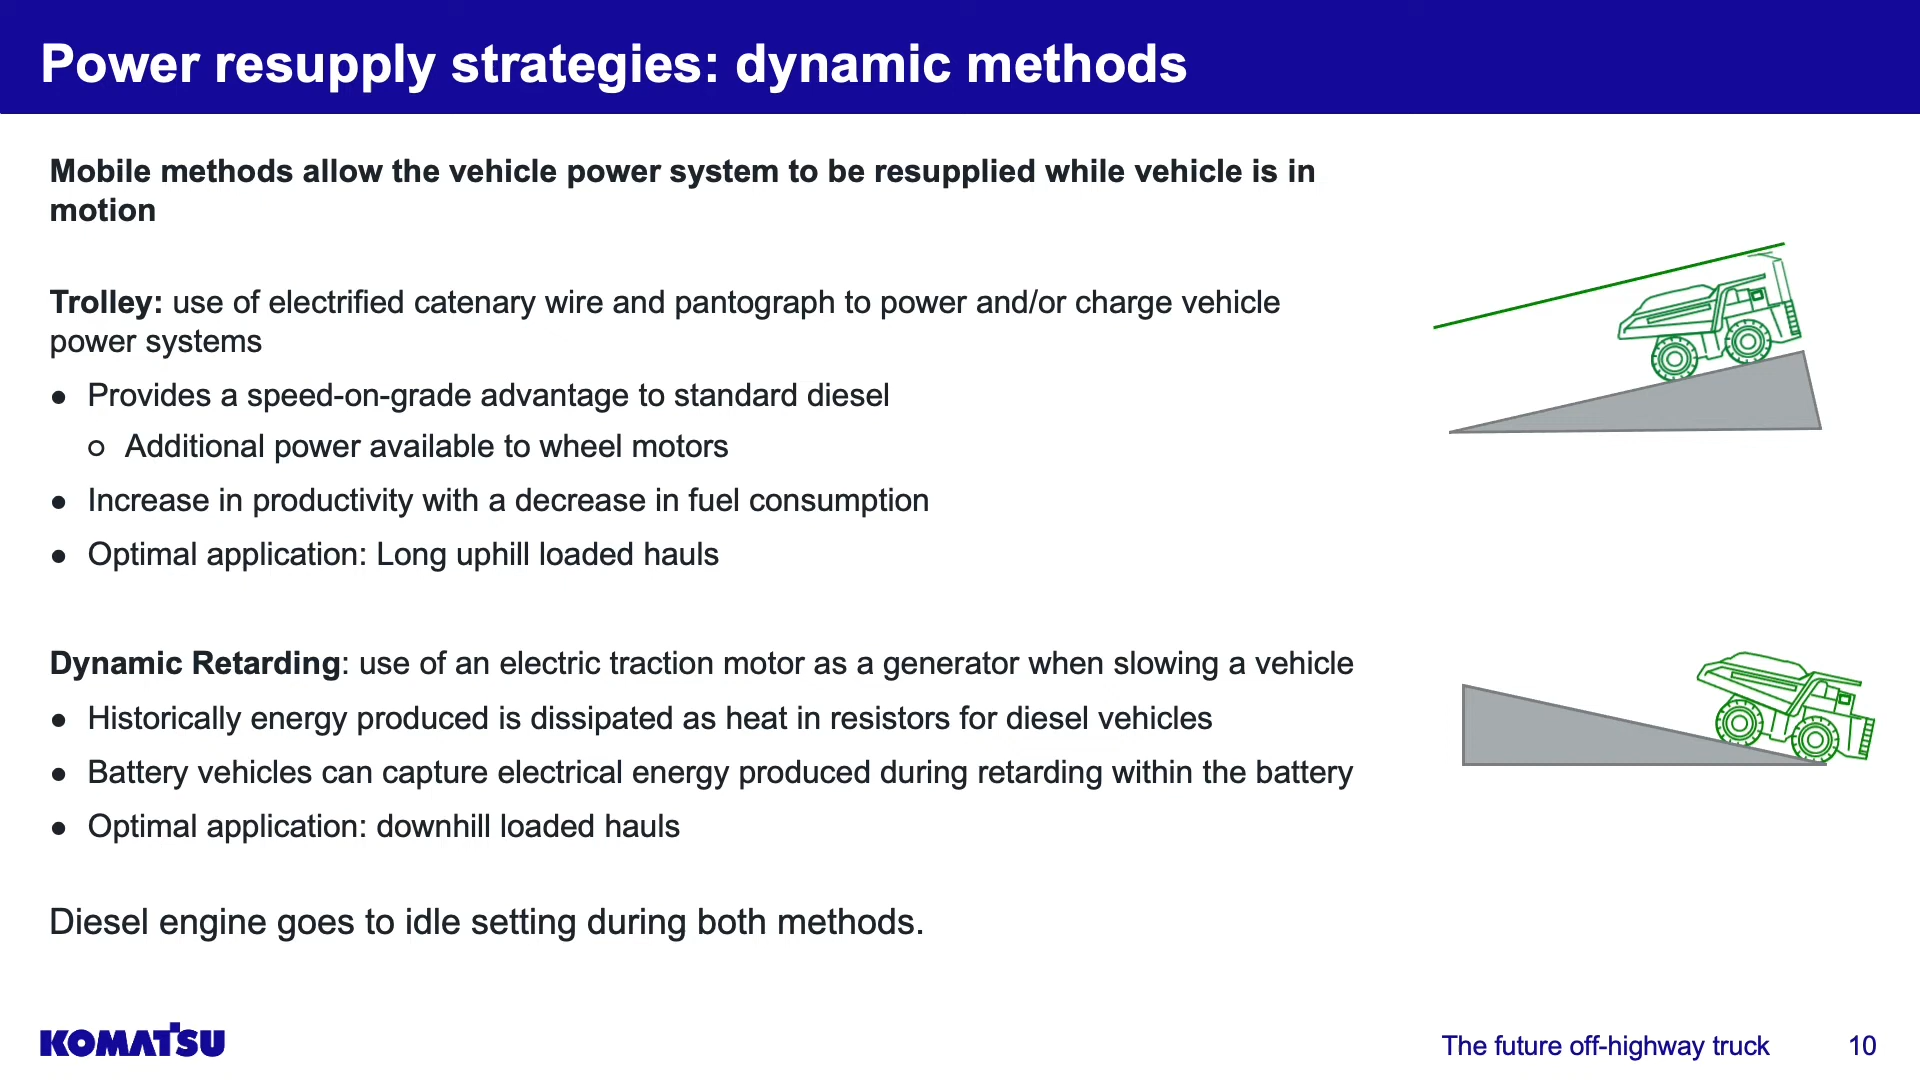 Power resupply strategies: dynamic methods
Mobile methods allow the vehicle power system to be resupplied while vehicle is in
motion
Trolley: use of electrified catenary wire and pantograph to power and/or charge vehicle
power systems
● Provides a speed-on-grade advantage to standard diesel
○ Additional power available to wheel motors
● Increase in productivity with a decrease in fuel consumption
● Optimal application: Long uphill loaded hauls
Dynamic Retarding: use of an electric traction motor as a generator when slowing a vehicle
● Historically energy produced is dissipated as heat in resistors for diesel vehicles
● Battery vehicles can capture electrical energy produced during retarding within the battery
● Optimal application: downhill loaded hauls
Diesel engine goes to idle setting during both methods.
KOMATSU
The future off-highway truck 10